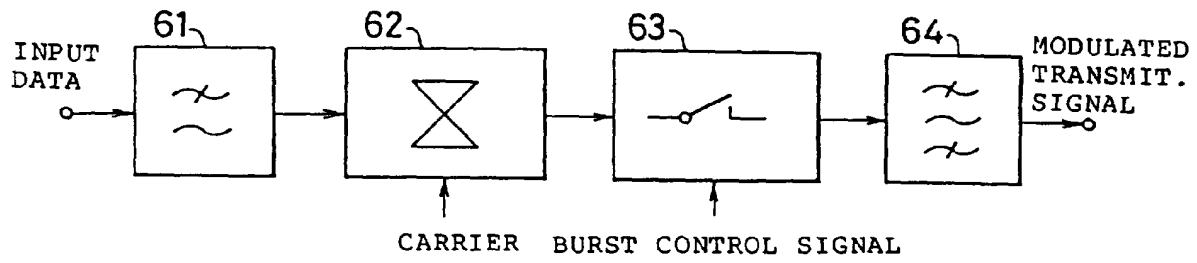 61
62
63
64
INPUT
DATA
MODULATED
TRANSMIT.
SIGNAL
CARRIER
BURST CONTROL SIGNAL